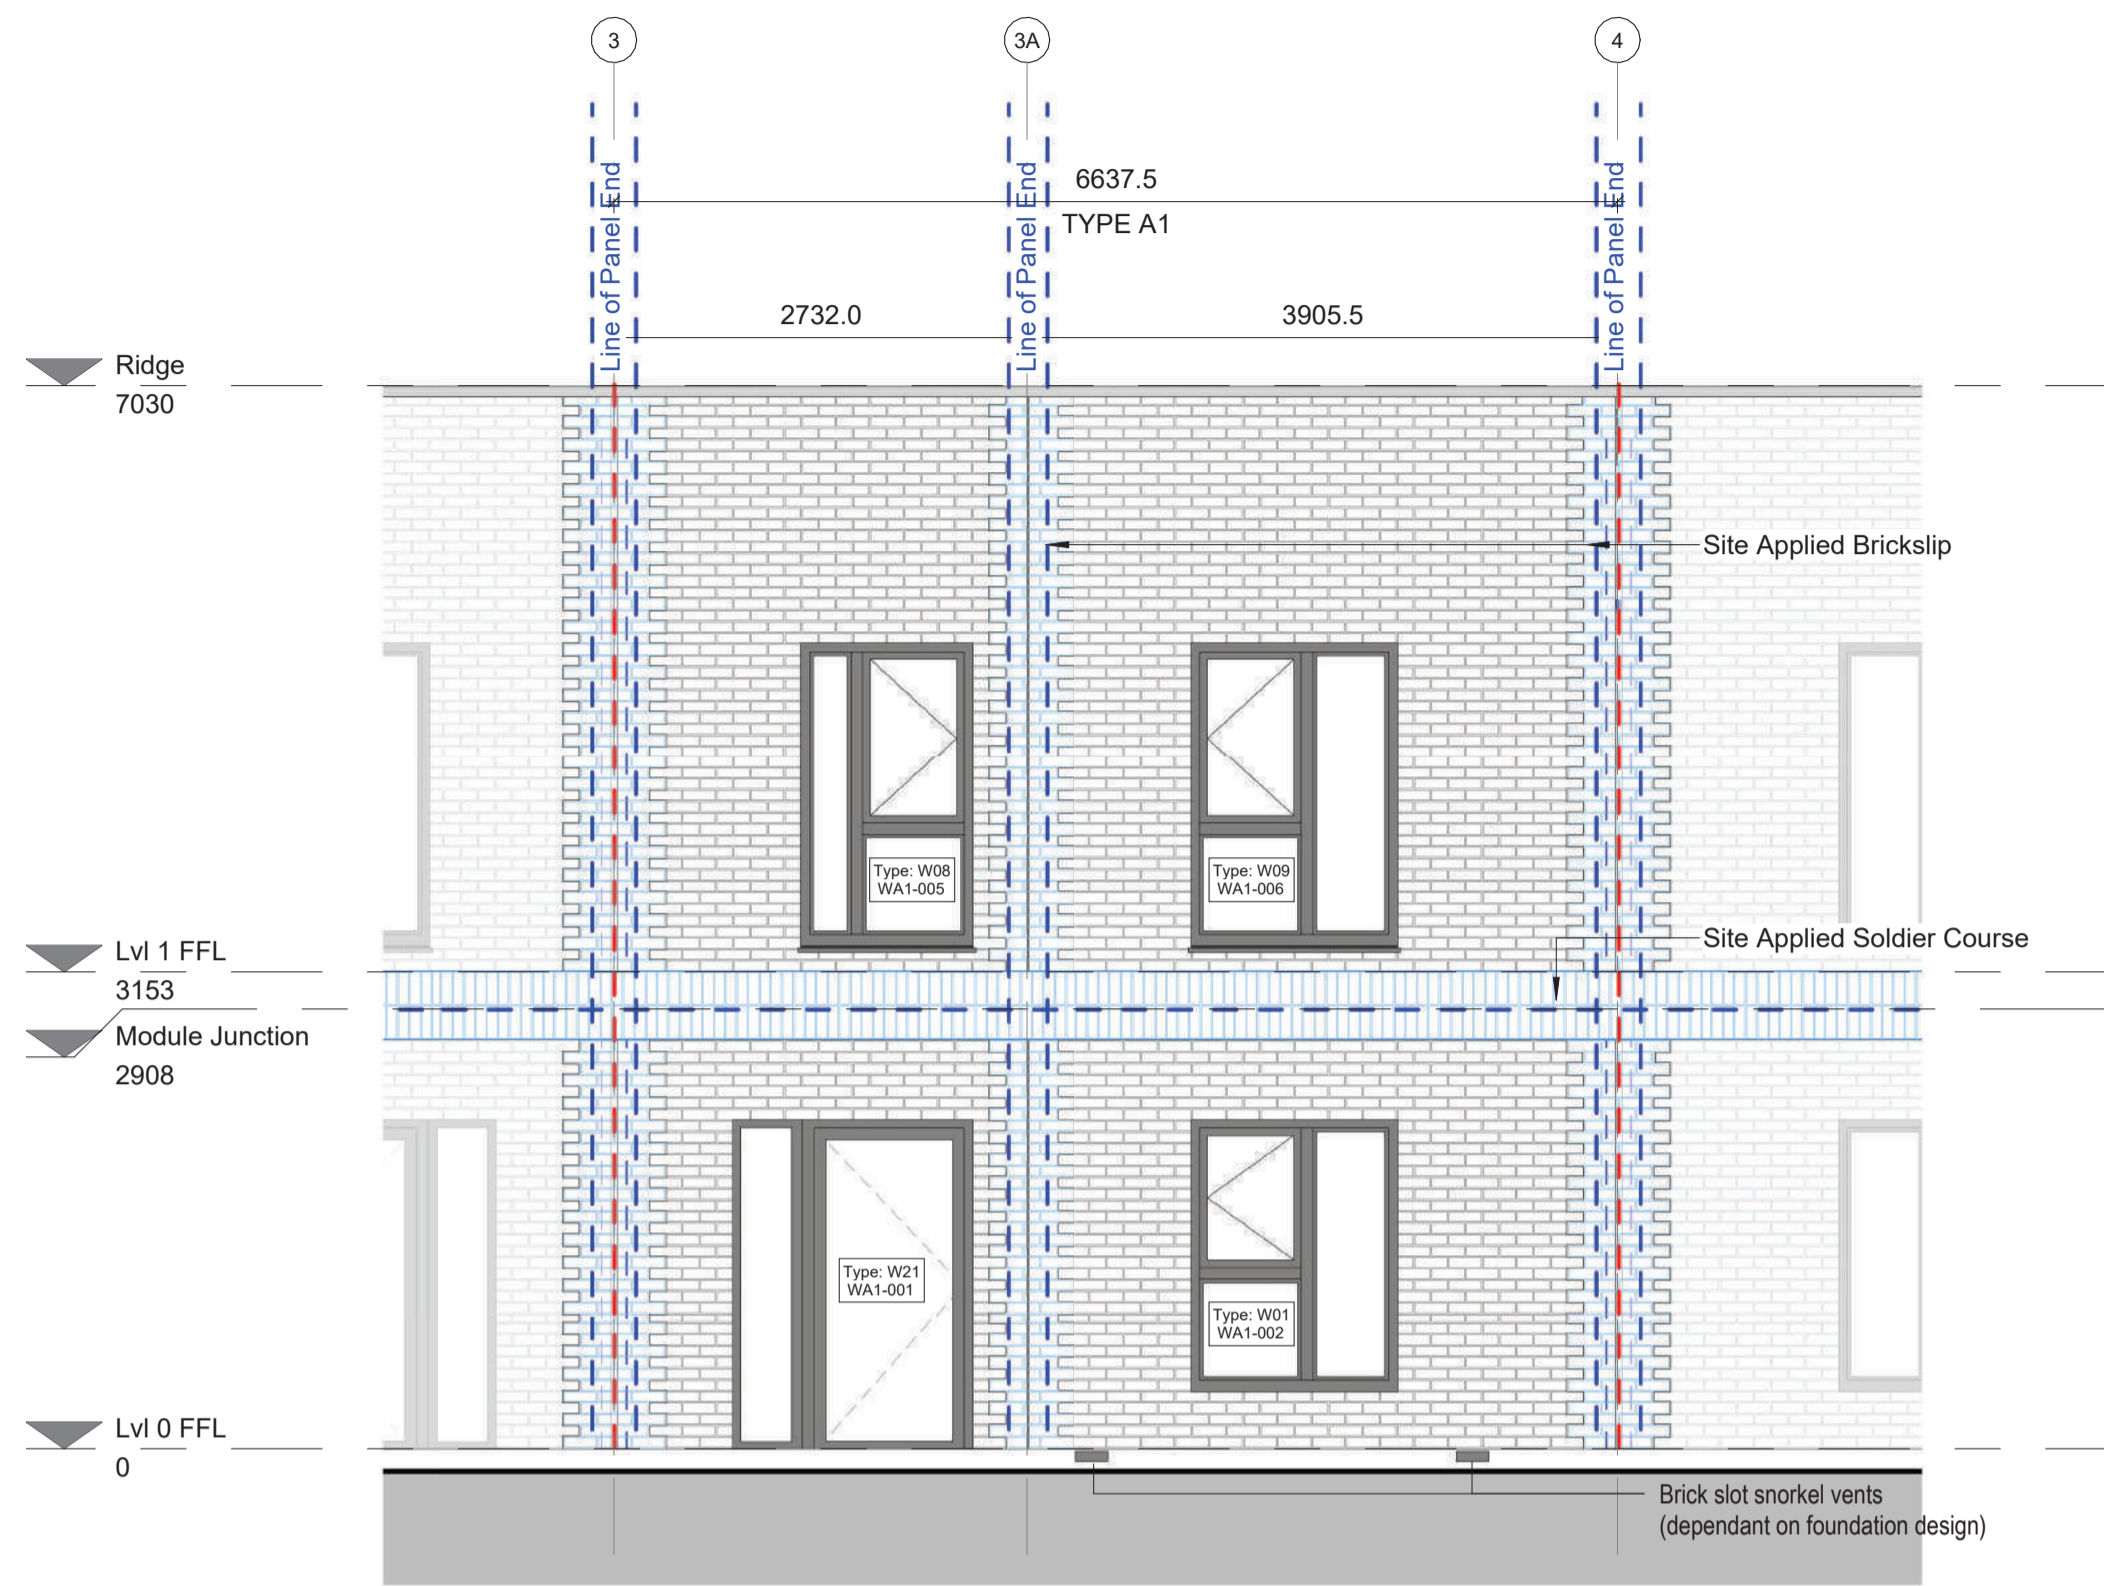 3
3A
4
Line of Panel End
Line of Panel End
Line of Panel End
6637.5
TYPE A1
2732.0
3905.5
Ridge
7030
Site Applied Brickslip
Type: W08
WA1-005
Type: W09
WA1-006
Site Applied Soldier Course
Lvl 1 FFL
3153
Module Junction
2908
Type: W21
WA1-001
Type: W01
WA1-002
Lvl 0 FFL
0
Brick slot snorkel vents
(dependant on foundation design)